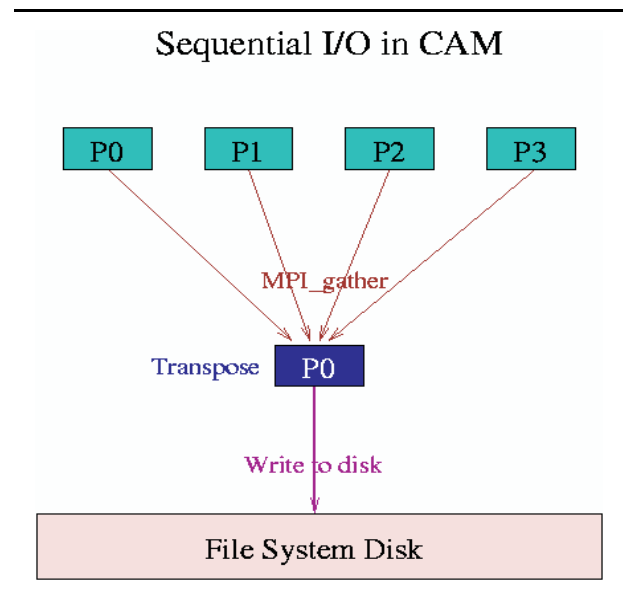 Sequential I/O in CAM
P0 P1 P2 P3
MPI_gather
Transpose P0
Write to disk
File System Disk